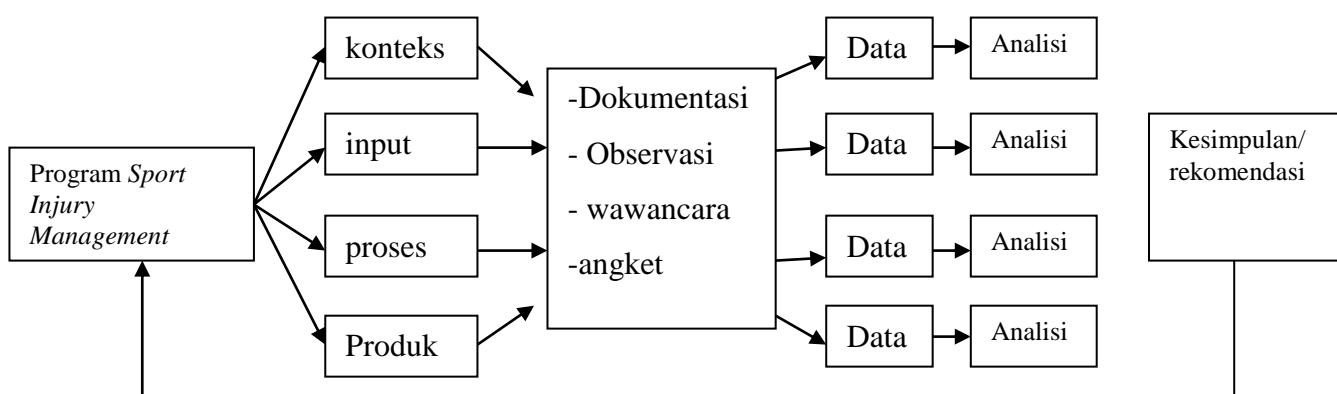 Program Sport
Injury
Management
konteks
input
proses
Produk
-Dokumentasi
- Observasi
- wawancara
-angket
Data
Analisi
Data
Analisi
Data
Analisi
Data
Analisi
Kesimpulan/
rekomendasi